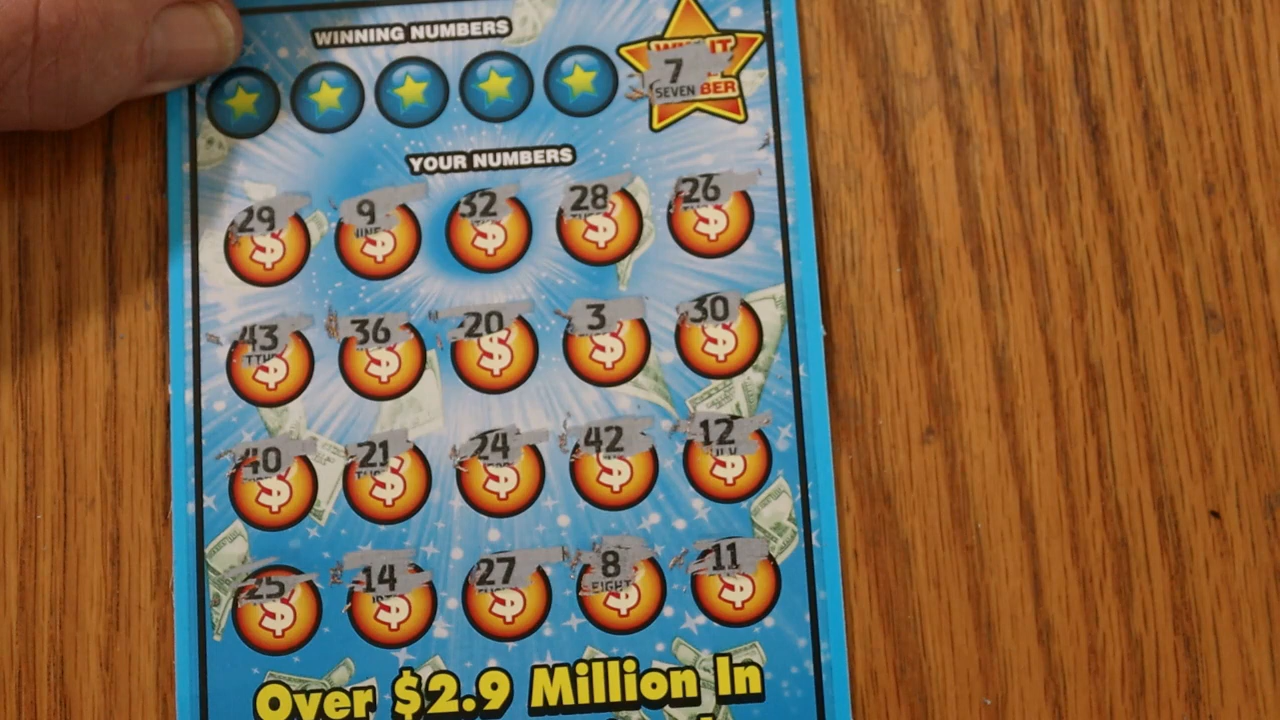 WINNING NUMBERS
7
SEVEN BER
YOUR NUMBERS
29 9 32 28 26
43 36 20 3 30
40 21 24 42 12
25 14 27 8 11
EIGHT
Over $2.9 Million In